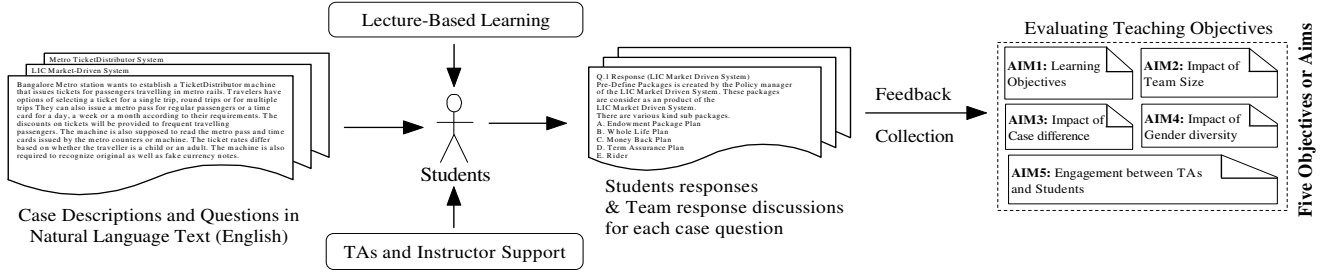 Lecture-Based Learning
Metro TicketDistributor System
LIC Market-Driven System
Bangalore Metro station wants to establish a TicketDistributor machine
that issues tickets for passengers travelling in metro rails. Travelers have
options of selecting a ticket for a single trip, round trips or for multiple
trips They can also issue a metro pass for regular passengers or a time
card for a day, a week or a month according to their requirements. The
discounts on tickets will be provided to frequent travelling
passengers. The machine is also supposed to read the metro pass and time
cards issued by the metro counters or machine. The ticket rates differ
based on whether the traveller is a child or an adult. The machine is also
required to recognize original as well as fake currency notes.
Case Descriptions and Questions in
Natural Language Text (English)
Students
TAs and Instructor Support
Q.1 Response (LIC Market Driven System)
Pre-Define Packages is created by the Policy manager
of the LIC Market Driven System. These packages
are consider as an product of the
LIC Market Driven System.
There are various kind sub packages.
A. Endowment Package Plan
B. Whole Life Plan
C. Money Back Plan
D. Term Assurance Plan
E. Rider
Students responses
& Team response discussions
for each case question
Feedback
Collection
Evaluating Teaching Objectives
AIM1: Learning
Objectives
AIM2: Impact of
Team Size
AIM3: Impact of
Case difference
AIM4: Impact of
Gender diversity
AIM5: Engagement between TAs
and Students
Five Objectives or Aims